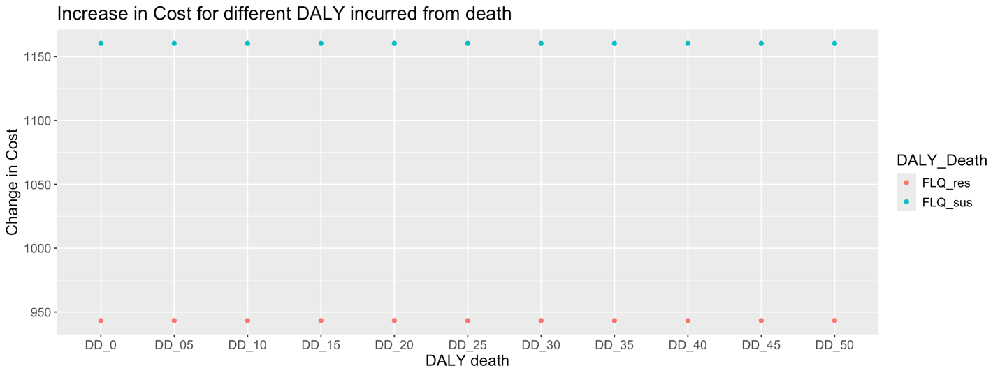 Increase in Cost for different DALY incurred from death
Change in Cost
1150
1100
1050
1000
950
DD_0 DD_05 DD_10 DD_15 DD_20 DD_25 DD_30 DD_35 DD_40 DD_45 DD_50
DALY death
DALY_Death
FLQ_res
FLQ_sus